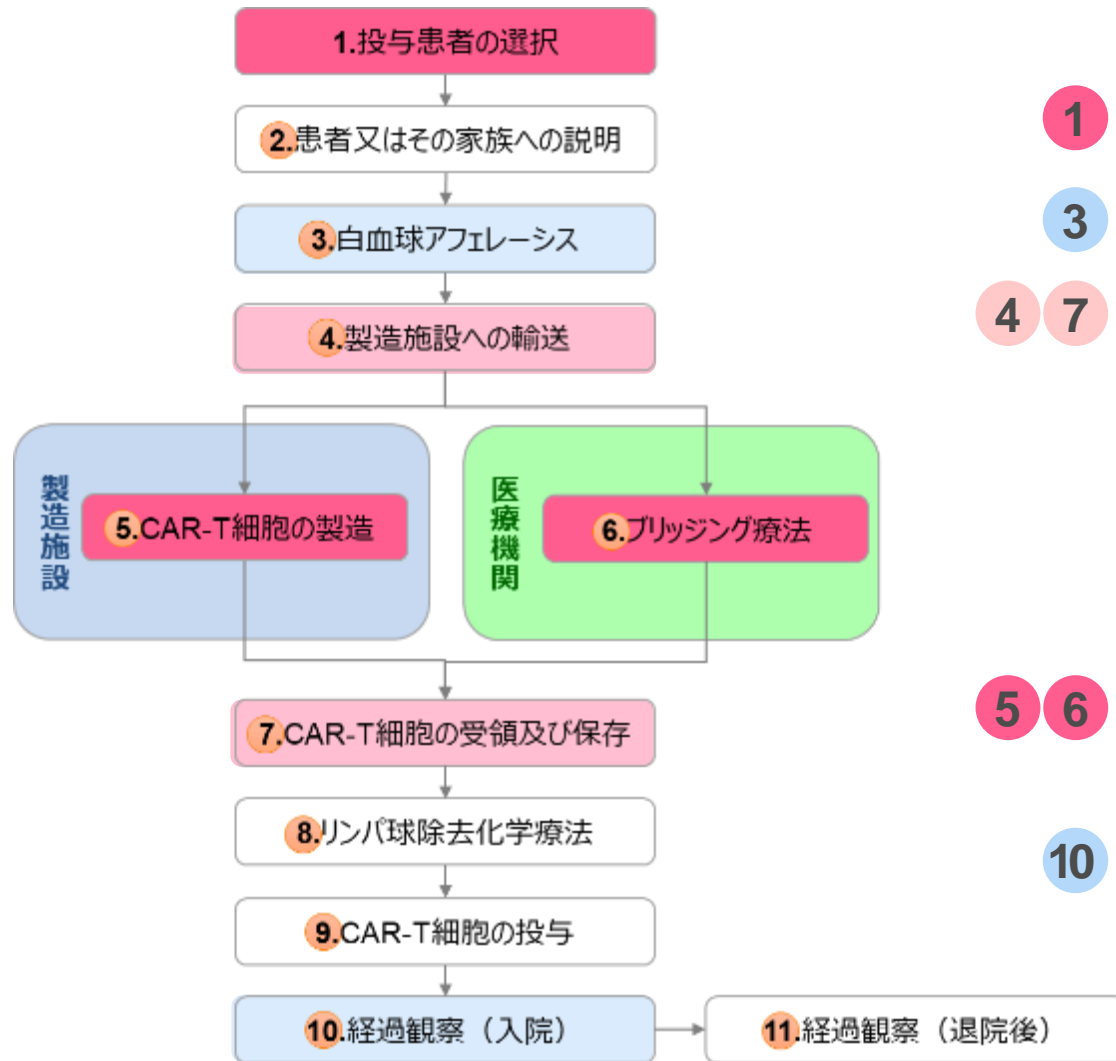 1.投与患者の選択
2.患者又はその家族への説明
3.白血球アフェレーシス
4.製造施設への輸送
製造施設
5.CAR-T細胞の製造
医療機関
6.ブリッジング療法
7.CAR-T細胞の受領及び保存
8.リンパ球除去化学療法
9.CAR-T細胞の投与
10.経過観察（入院）
11.経過観察（退院後）
1
3
4 7
5 6
10